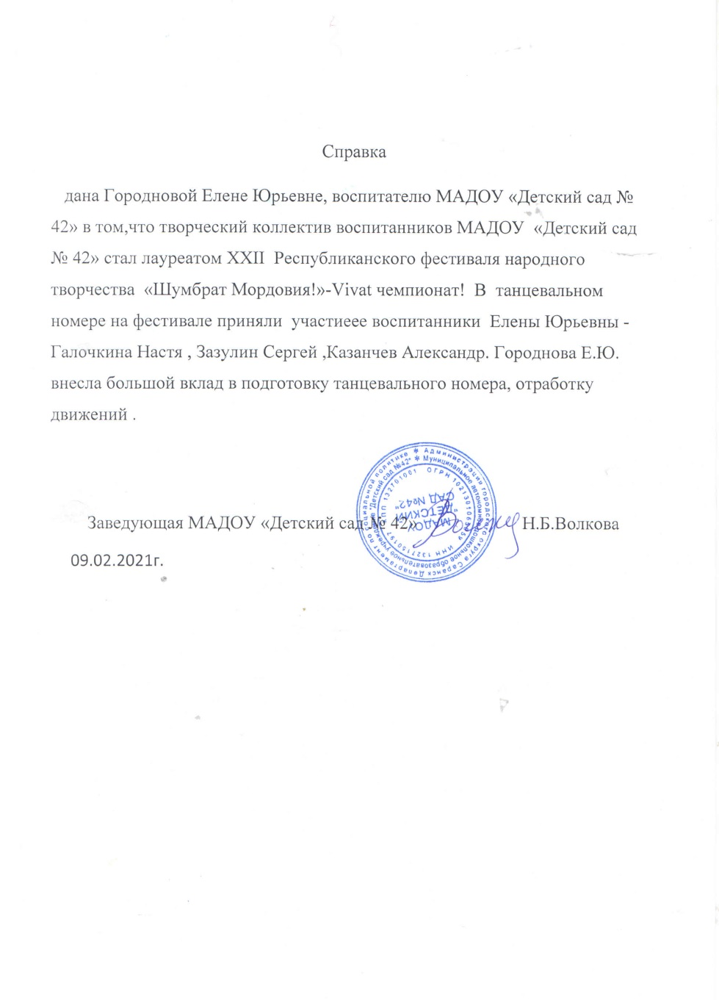 Справка
дана Городновой Елене Юрьевне, воспитателю МАДОУ «Детский сад №
42» в том,что творческий коллектив воспитанников МАДОУ «Детский сад
№ 42» стал лауреатом XXII Республиканского фестиваля народного
творчества «Шумбрат Мордовия!»-Vivat чемпионат! В танцевальном
номере на фестивале приняли участиеее воспитанники Елены Юрьевны -
Галочкина Настя , Зазулин Сергей ,Казанчев Александр. Городнова Е.Ю.
внесла большой вклад в подготовку танцевального номера, отработку
движений .
Заведующая МАДОУ «Детский сад № 42» Н.Б.Волкова
09.02.2021г.
Администрация городского округа Саранск Департамент по социальной политике
Муниципальное автономное дошкольное образовательное учреждение "Детский сад №42"
КПП 132701001 ОГРН ИНН 1327150197
МАДОУ
"ДЕТСКИЙ
САД №42"